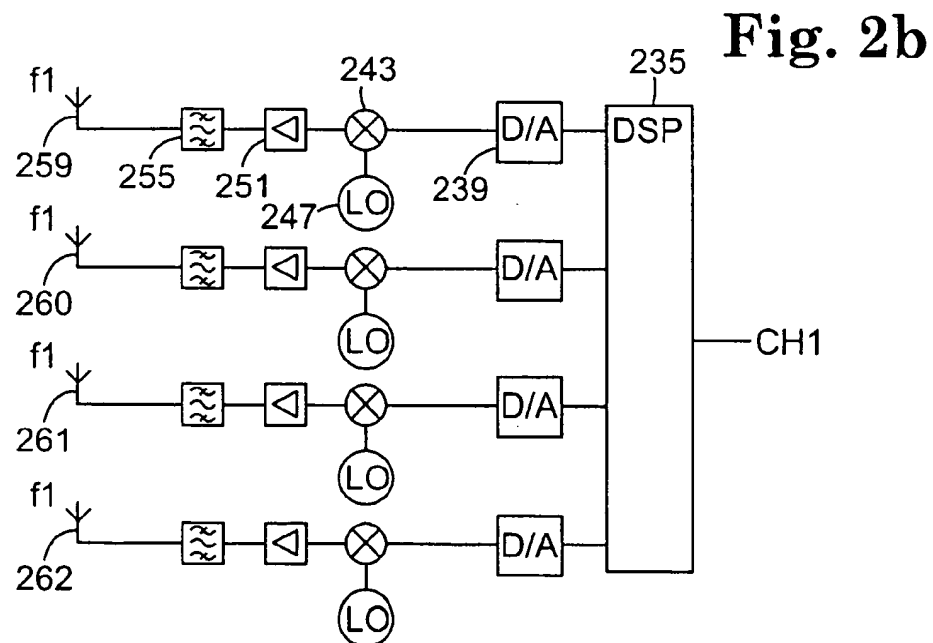 Fig. 2b
243
235
f1
D/A
DSP
259
255
251
239
247
LO
f1
D/A
260
LO
f1
CH1
D/A
261
LO
f1
D/A
262
LO